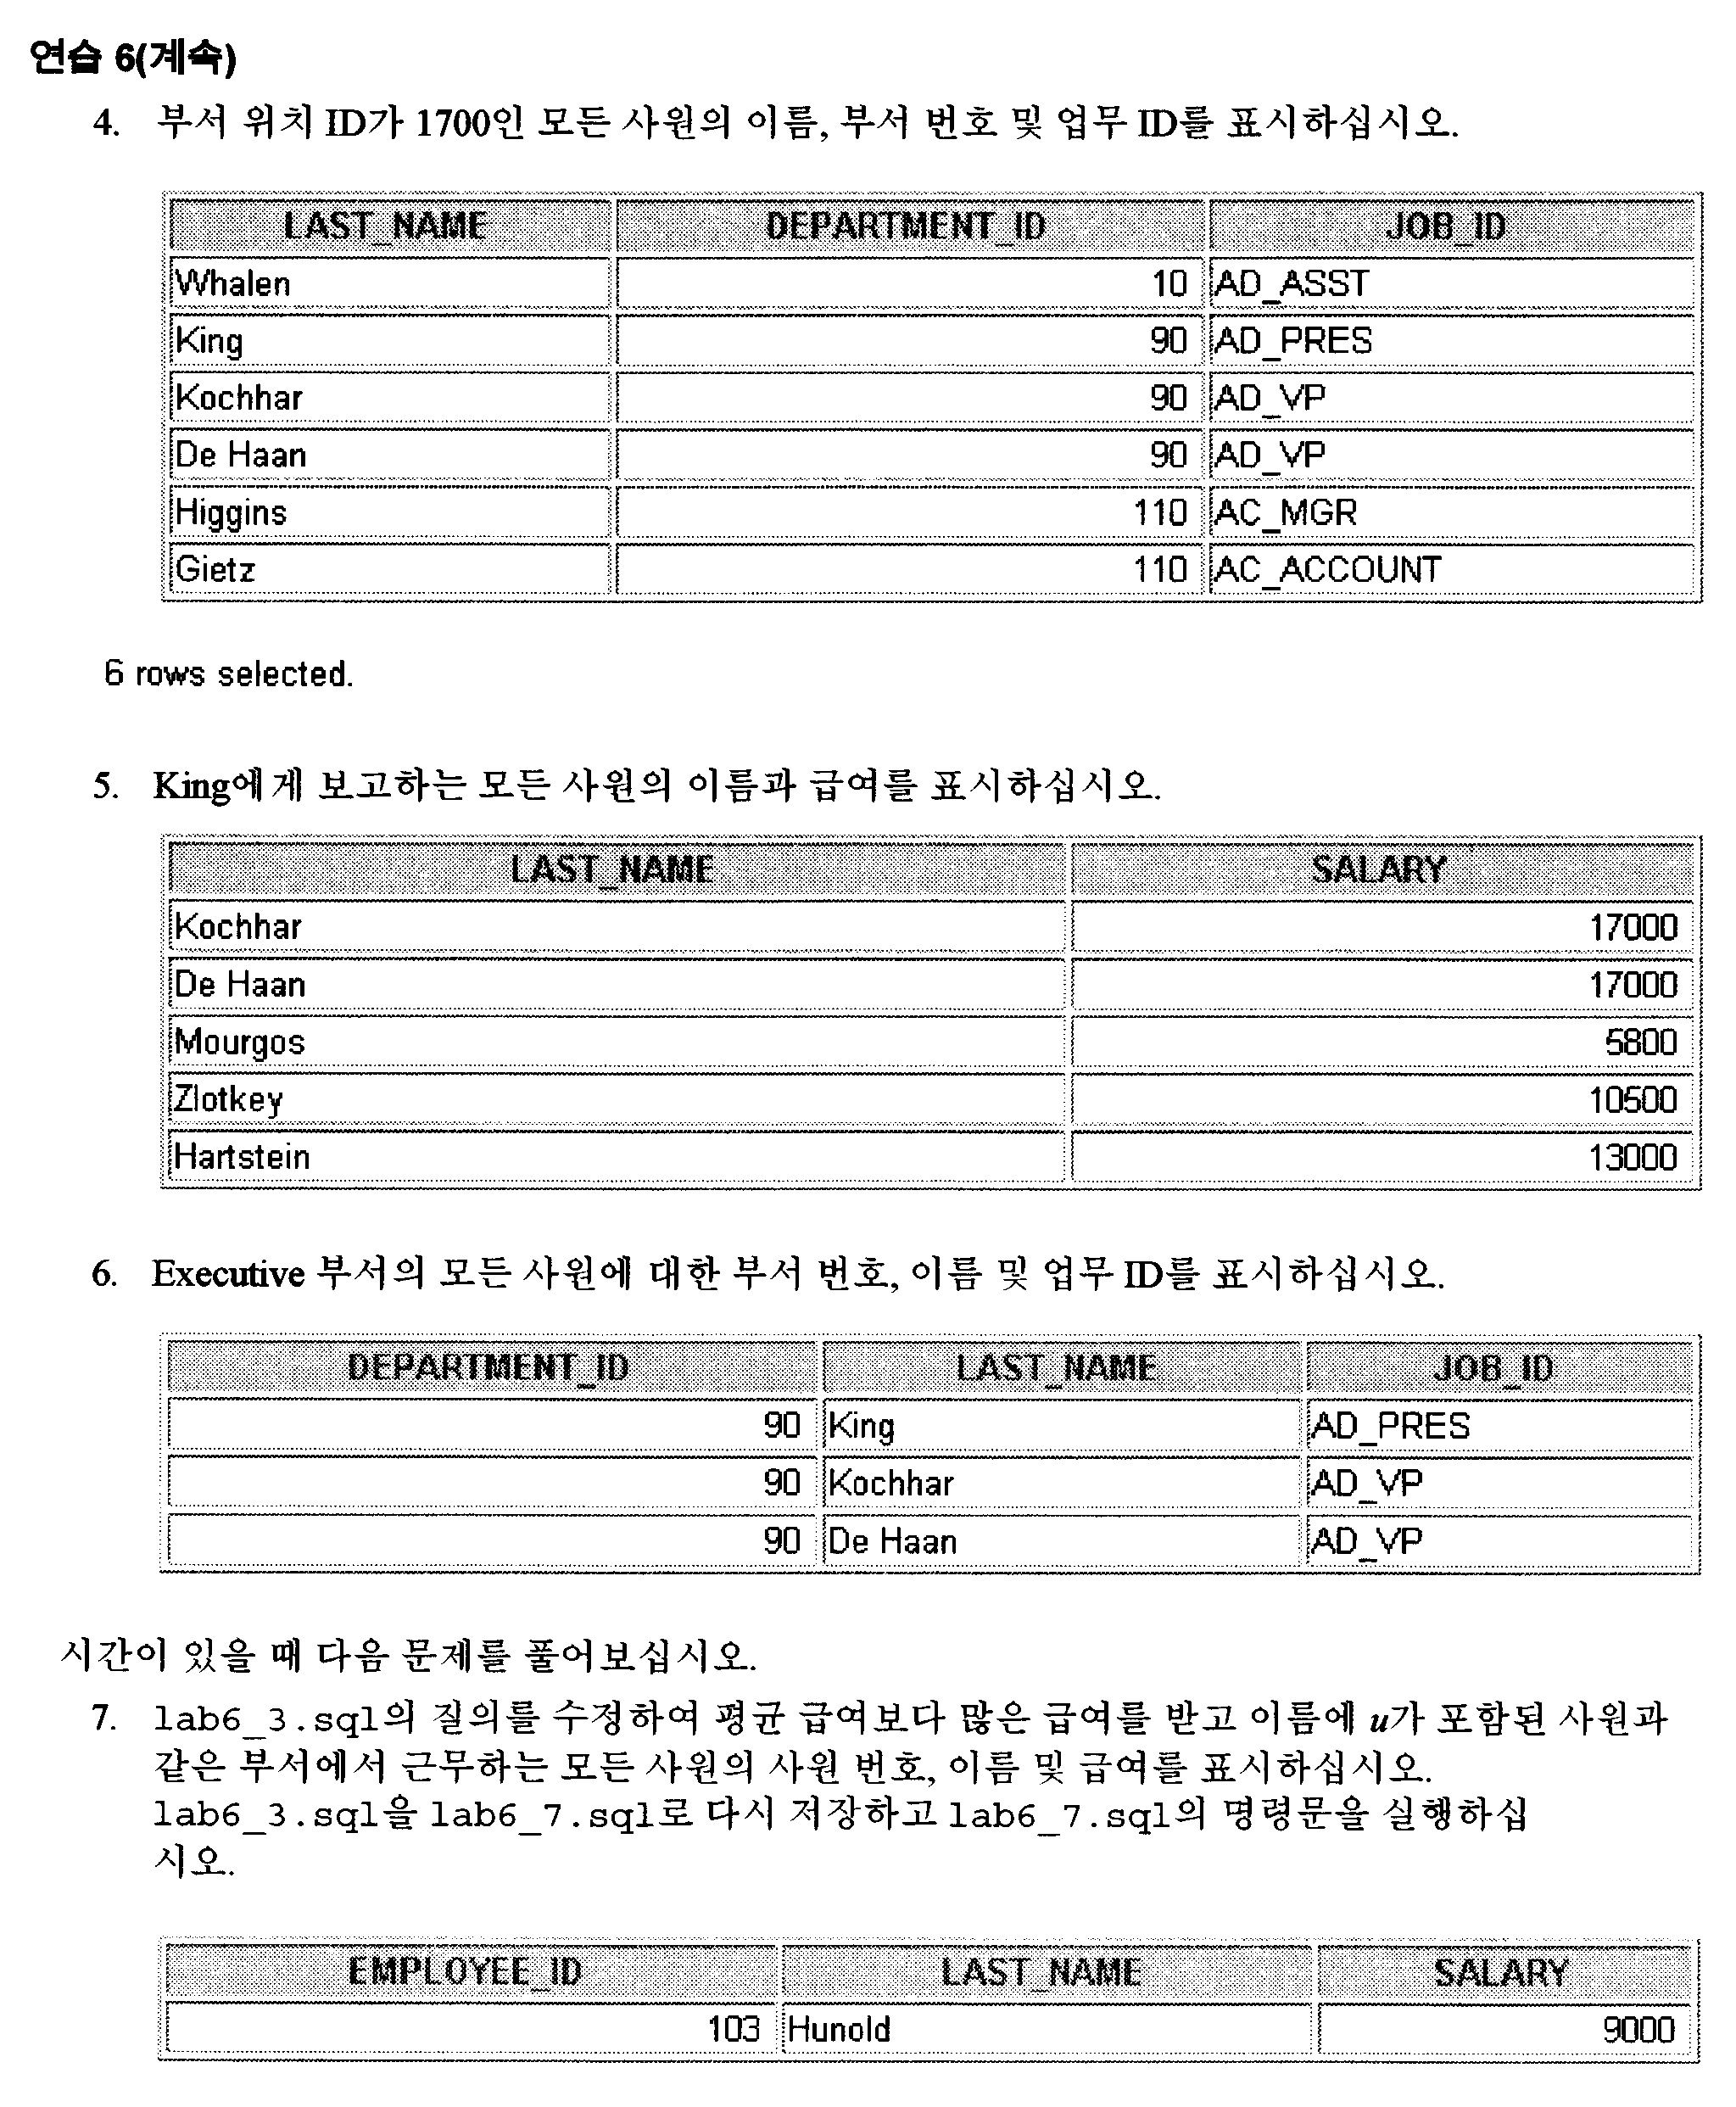 연습 6(계속)
4. 부서 위치 ID가 1700인 모든 사원의 이름, 부서 번호 및 업무 ID를 표시하십시오.
LAST_NAME DEPARTMENT_ID JOB_ID
Whalen 10 AD_ASST
King 90 AD_PRES
Kochhar 90 AD_VP
De Haan 90 AD_VP
Higgins 110 AC_MGR
Gietz 110 AC_ACCOUNT
6 rows selected.
5. King에게 보고하는 모든 사원의 이름과 급여를 표시하십시오.
LAST_NAME SALARY
Kochhar 17000
De Haan 17000
Mourgos 5800
Zlotkey 10500
Hartstein 13000
6. Executive 부서의 모든 사원에 대한 부서 번호, 이름 및 업무 ID를 표시하십시오.
DEPARTMENT_ID LAST_NAME JOB_ID
90 King AD_PRES
90 Kochhar AD_VP
90 De Haan AD_VP
시간이 있을 때 다음 문제를 풀어보십시오.
7. lab6_3.sql의 질의를 수정하여 평균 급여보다 많은 급여를 받고 이름에 u가 포함된 사원과
같은 부서에서 근무하는 모든 사원의 사원 번호, 이름 및 급여를 표시하십시오.
lab6_3.sql을 lab6_7.sql로 다시 저장하고 lab6_7.sql의 명령문을 실행하십
시오.
EMPLOYEE_ID LAST_NAME SALARY
103 Hunold 9000